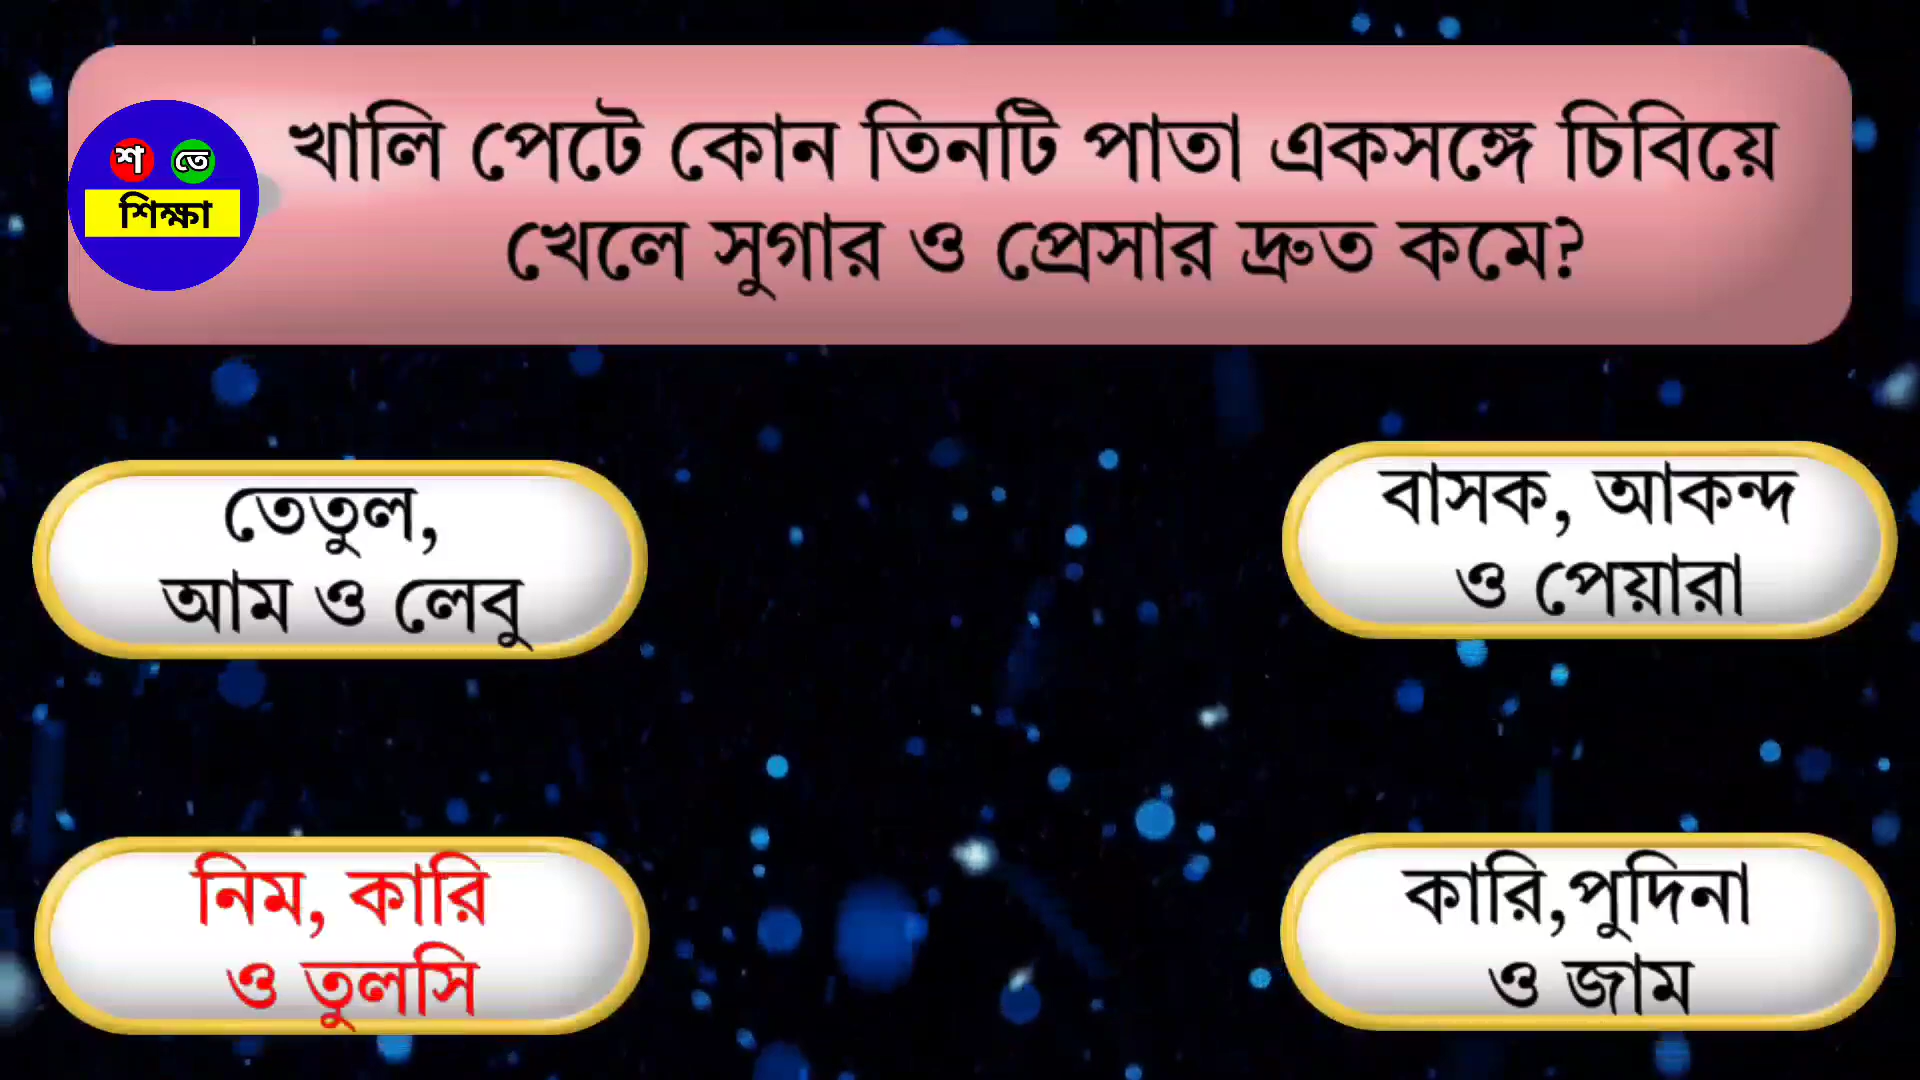 শ তে
শিক্ষা
খালি পেটে কোন তিনটি পাতা একসঙ্গে চিবিয়ে
খেলে সুগার ও প্রেসার দ্রুত কমে?
তেতুল,
আম ও লেবু
বাসক, আকন্দ
ও পেয়ারা
নিম, কারি
ও তুলসি
কারি,পুদিনা
ও জাম